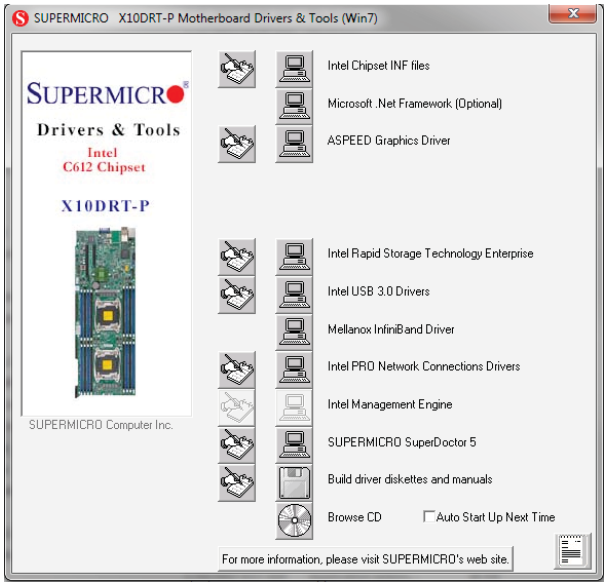 SUPERMICRO X10DRT-P Motherboard Drivers & Tools (Win7)
SUPERMICRO
Drivers & Tools
Intel
C612 Chipset
X10DRT-P
SUPERMICRO Computer Inc.
Intel Chipset INF files
Microsoft .Net Framework (Optional)
ASPEED Graphics Driver
Intel Rapid Storage Technology Enterprise
Intel USB 3.0 Drivers
Mellanox InfiniBand Driver
Intel PRO Network Connections Drivers
Intel Management Engine
SUPERMICRO SuperDoctor 5
Build driver diskettes and manuals
Browse CD Auto Start Up Next Time
For more information, please visit SUPERMICRO's web site.